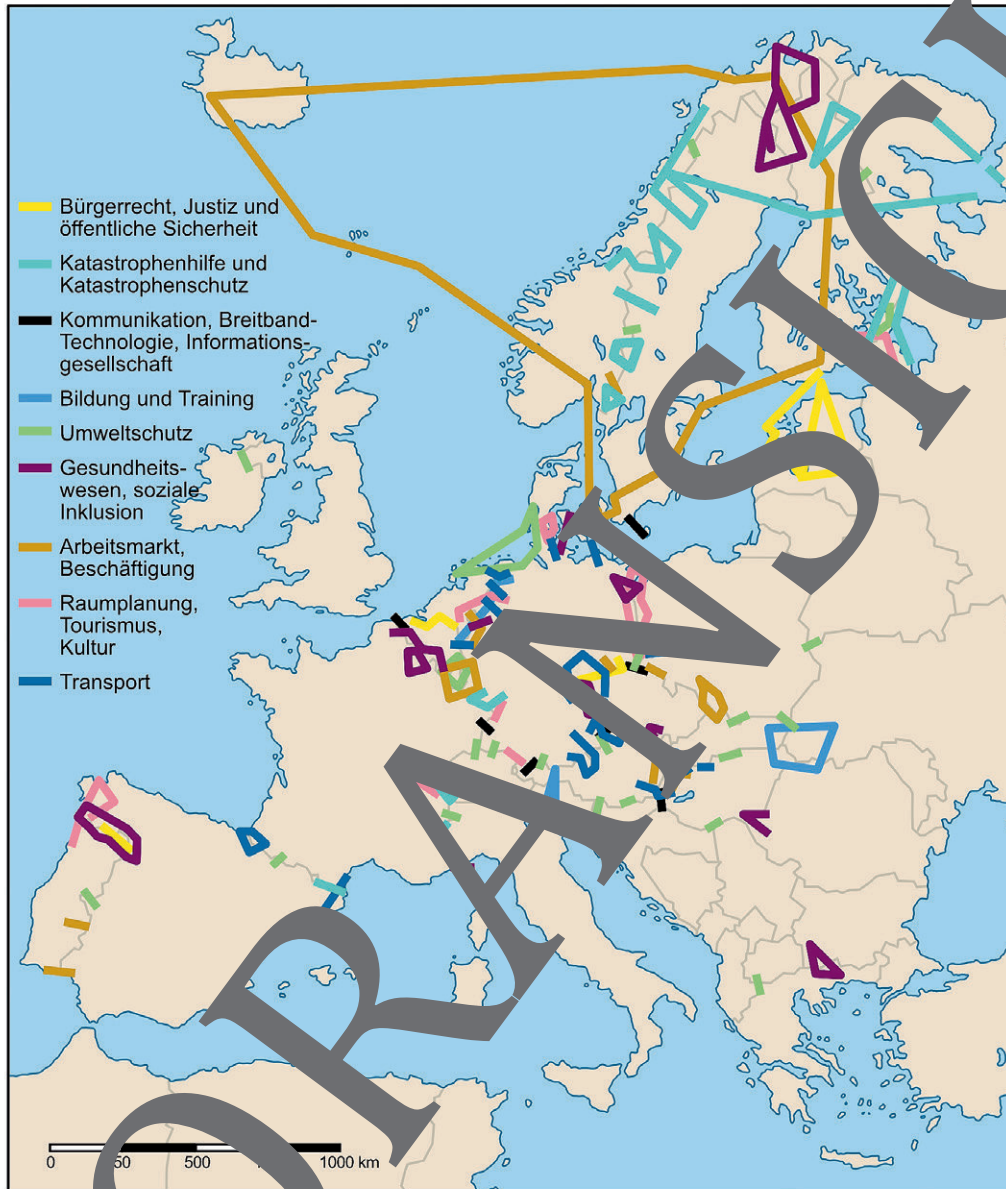 Bürgerrecht, Justiz und
öffentliche Sicherheit
Katastrophenhilfe und
Katastrophenschutz
Kommunikation, Breitband-
Technologie, Informations-
gesellschaft
Bildung und Training
Umweltschutz
Gesundheits-
wesen, soziale
Inklusion
Arbeitsmarkt,
Beschäftigung
Raumplanung,
Tourismus,
Kultur
Transport
0 500 1000 km
ORAMSIC